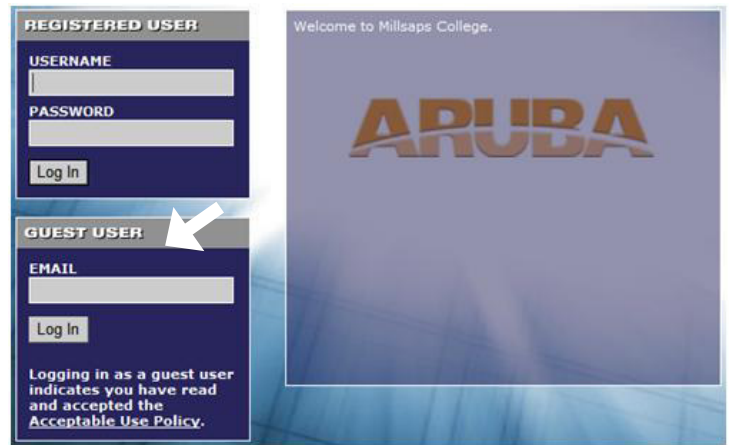 REGISTERED USER
USERNAME
PASSWORD
Log In
GUEST USER
EMAIL
Log In
Logging in as a guest user
indicates you have read
and accepted the
Acceptable Use Policy.
Welcome to Millsaps College.
ARUBA